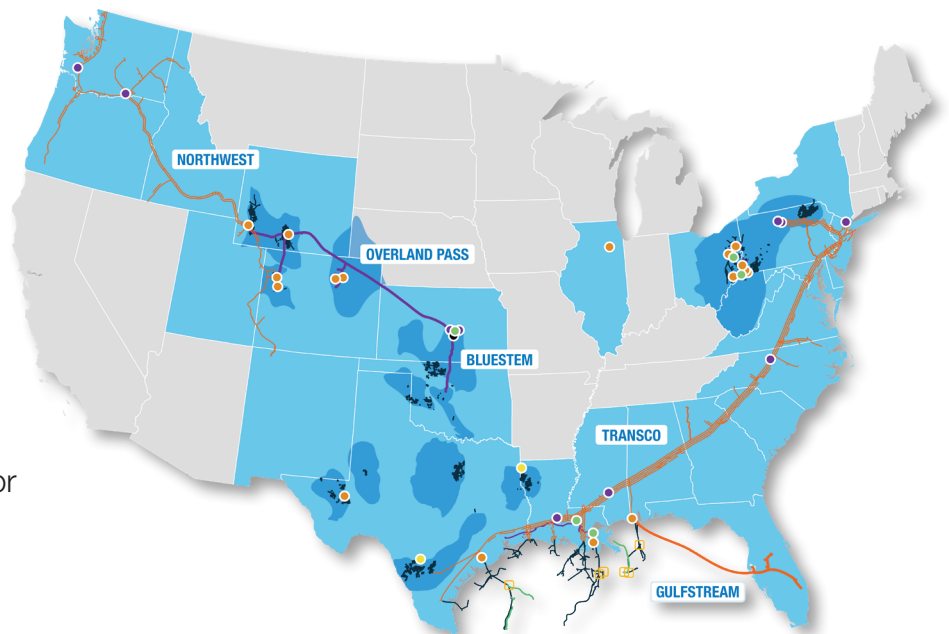 NORTHWEST
OVERLAND PASS
BLUESTEM
TRANSCO
or
GULFSTREAM